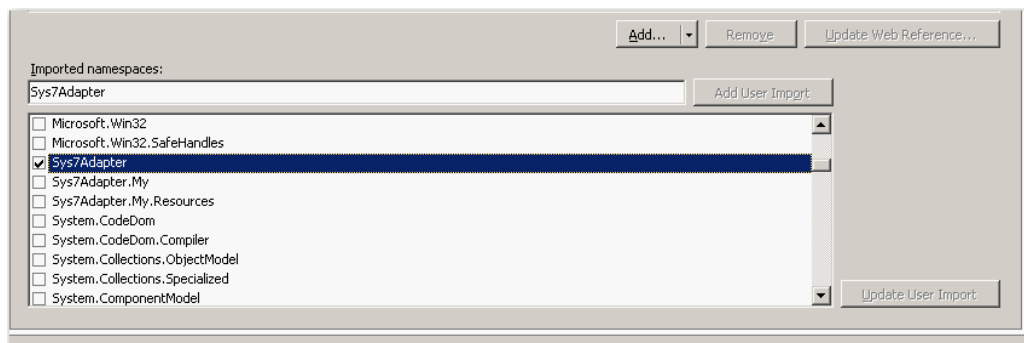 Add... Remove Update Web Reference...
Imported namespaces:
Sys7Adapter Add User Import
Microsoft.Win32
Microsoft.Win32.SafeHandles
Sys7Adapter
Sys7Adapter.My
Sys7Adapter.My.Resources
System.CodeDom
System.CodeDom.Compiler
System.Collections.ObjectModel
System.Collections.Specialized
System.ComponentModel
Update User Import